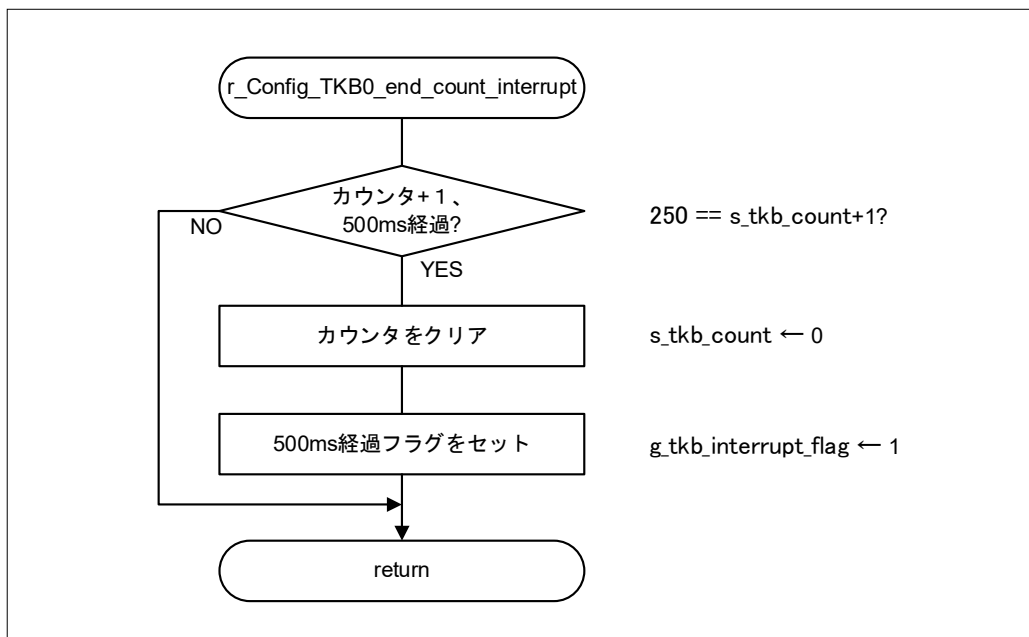 r_Config_TKB0_end_count_interrupt
カウンタ+１、
500ms経過?
250 == s_tkb_count+1?
NO
YES
カウンタをクリア
s_tkb_count ← 0
500ms経過フラグをセット
g_tkb_interrupt_flag ← 1
return